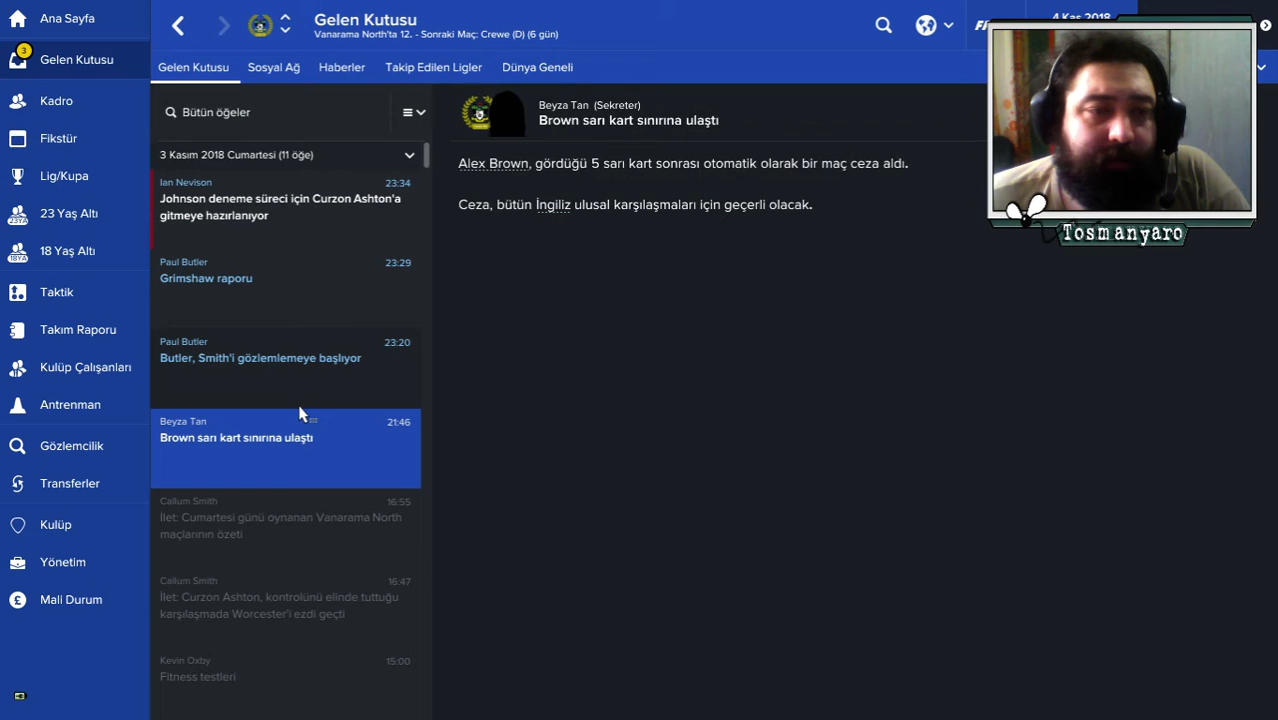 Ana Sayfa
3
Gelen Kutusu
Kadro
Fikstür
Lig/Kupa
23YA
23 Yaş Altı
18YA
18 Yaş Altı
Taktik
Takım Raporu
Kulüp Çalışanları
Antrenman
Gözlemcilik
Transferler
Kulüp
Yönetim
Mali Durum
Gelen Kutusu
Vanarama North'ta 12. - Sonraki Maç: Crewe (D) (6 gün)
4 Kas 2018
Gelen Kutusu
Sosyal Ağ
Haberler
Takip Edilen Ligler
Dünya Geneli
Bütün öğeler
3 Kasım 2018 Cumartesi (11 öğe)
Ian Nevison
23:34
Johnson deneme süreci için Curzon Ashton'a
gitmeye hazırlanıyor
Paul Butler
23:29
Grimshaw raporu
Paul Butler
23:20
Butler, Smith'i gözlemlemeye başlıyor
Beyza Tan
21:46
Brown sarı kart sınırına ulaştı
Callum Smith
16:55
İlet: Cumartesi günü oynanan Vanarama North
maçlarının özeti
Callum Smith
16:47
İlet: Curzon Ashton, kontrolünü elinde tuttuğu
karşılaşmada Worcester'i ezdi geçti
Kevin Oxby
15:00
Fitness testleri
Beyza Tan (Sekreter)
Brown sarı kart sınırına ulaştı
Alex Brown, gördüğü 5 sarı kart sonrası otomatik olarak bir maç ceza aldı.
Ceza, bütün İngiliz ulusal karşılaşmaları için geçerli olacak.
Tosmanyaro